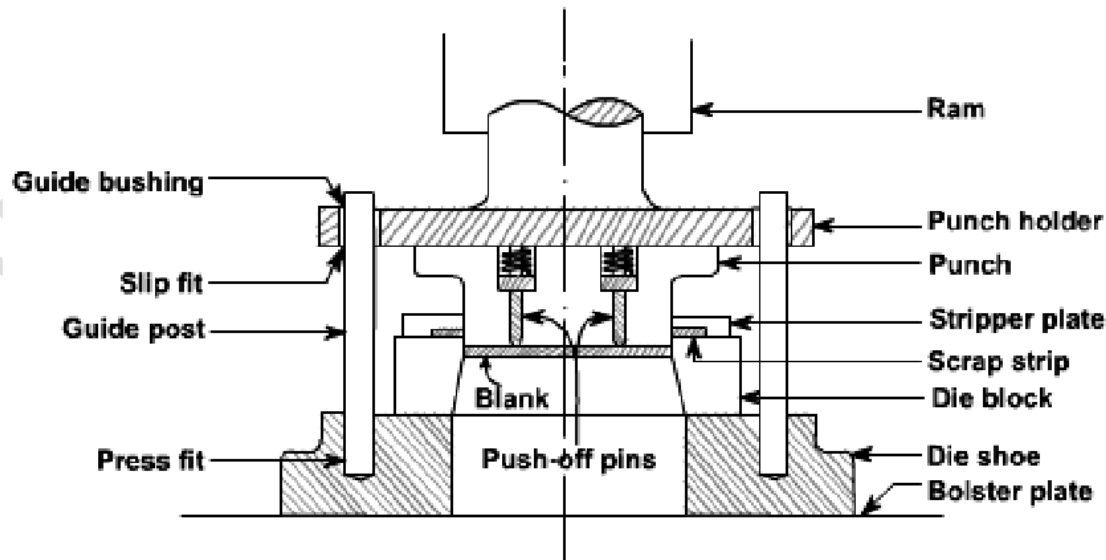 Ram
Guide bushing
Punch holder
Slip fit
Punch
Guide post
Stripper plate
Scrap strip
Blank
Die block
Press fit
Push-off pins
Die shoe
Bolster plate